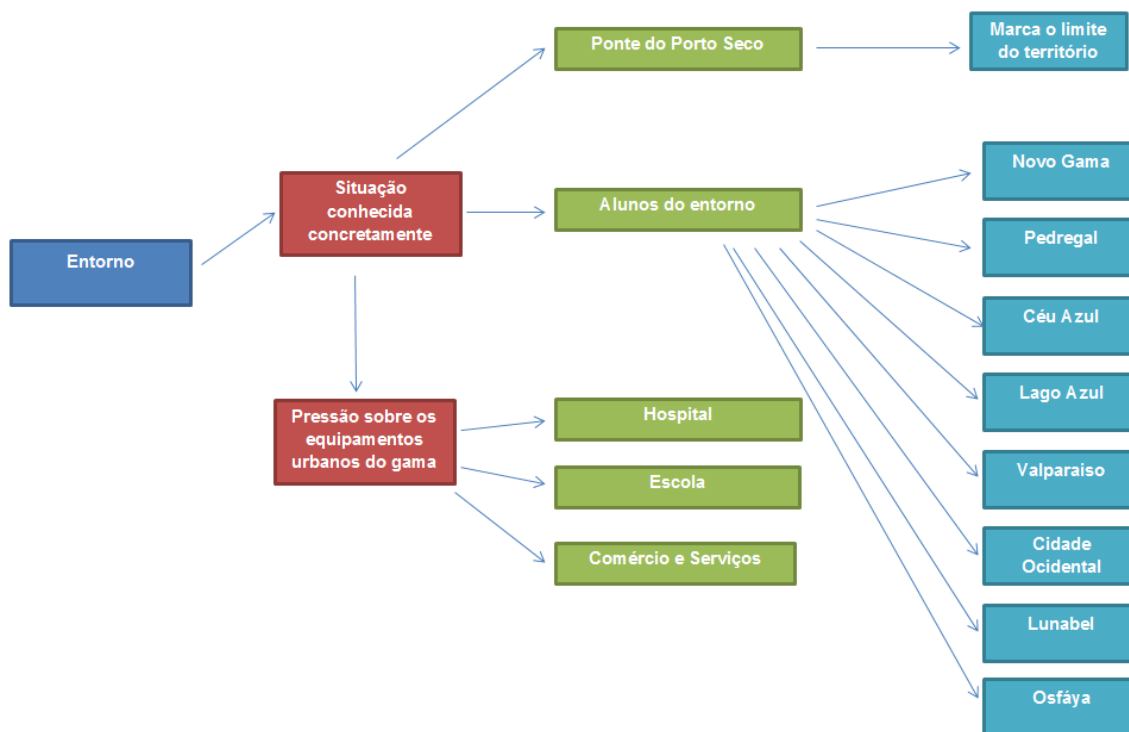 Ponte do Porto Seco
Marca o limite
do território
Situação
conhecida
concretamente
Alunos do entorno
Novo Gama
Pedregal
Entorno
Céu Azul
Lago Azul
Pressão sobre os
equipamentos
urbanos do gama
Hospital
Escola
Valparaiso
Comércio e Serviços
Cidade
Ocidental
Lunabel
Osfáya